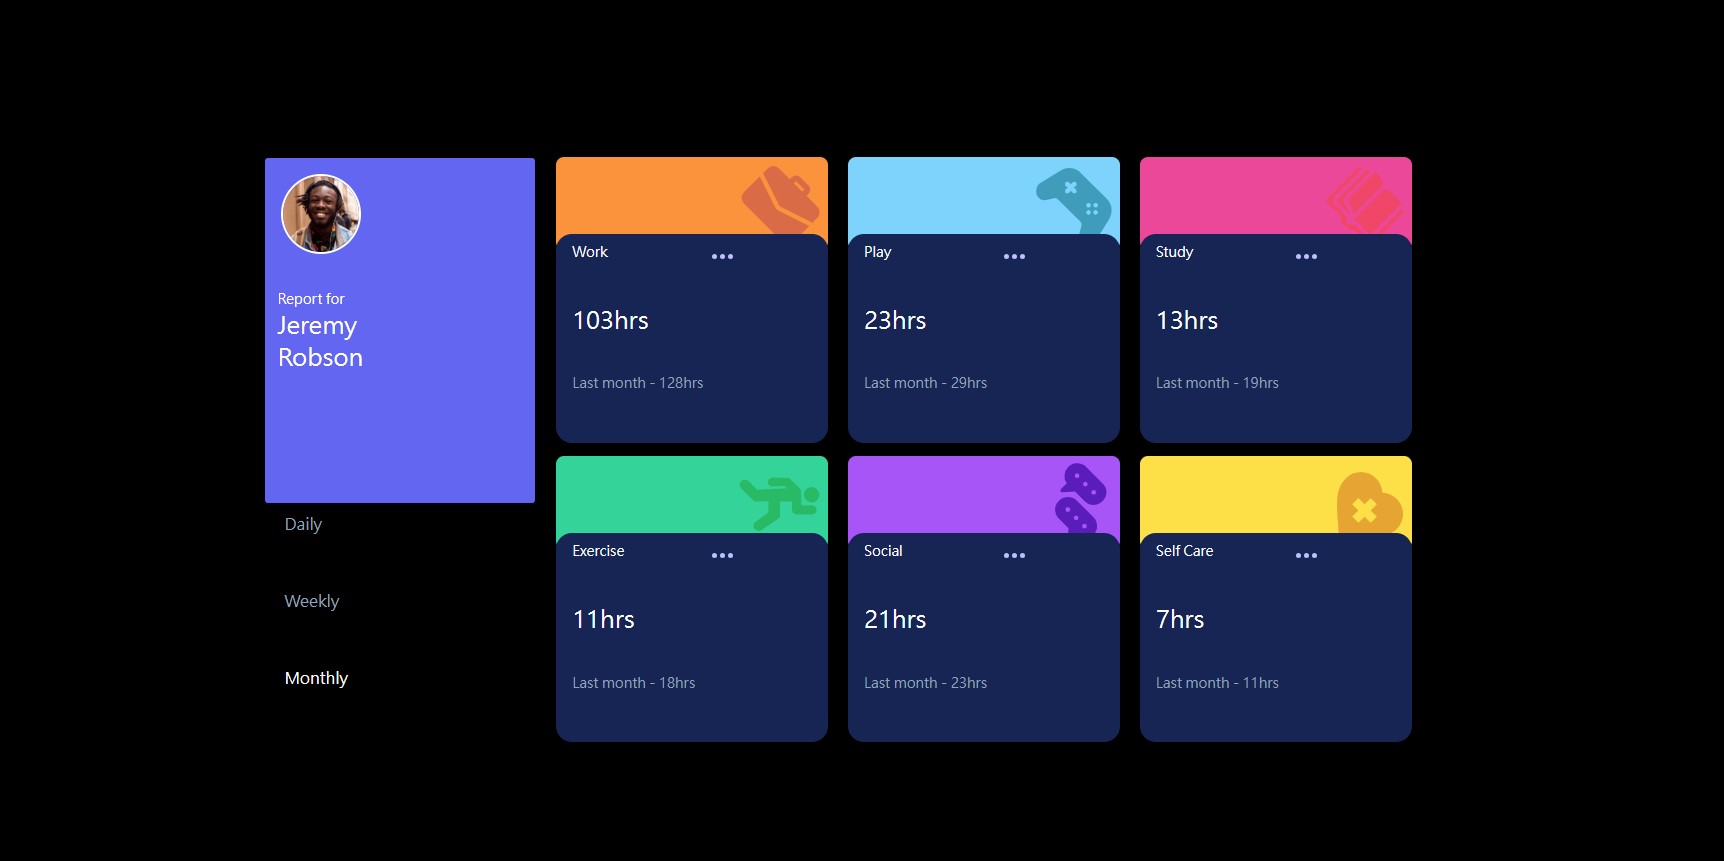 Report for
Jeremy
Robson
Daily
Weekly
Monthly
Work
103hrs
Last month - 128hrs
Play
23hrs
Last month - 29hrs
Study
13hrs
Last month - 19hrs
Exercise
11hrs
Last month - 18hrs
Social
21hrs
Last month - 23hrs
Self Care
7hrs
Last month - 11hrs